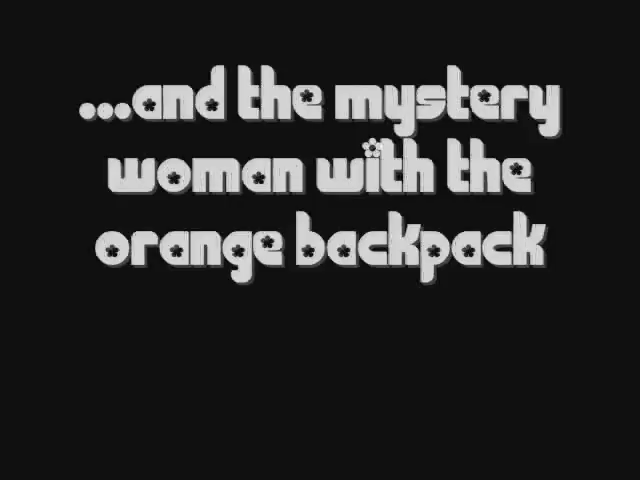 ...and the mystery
woman with the
orange backpack